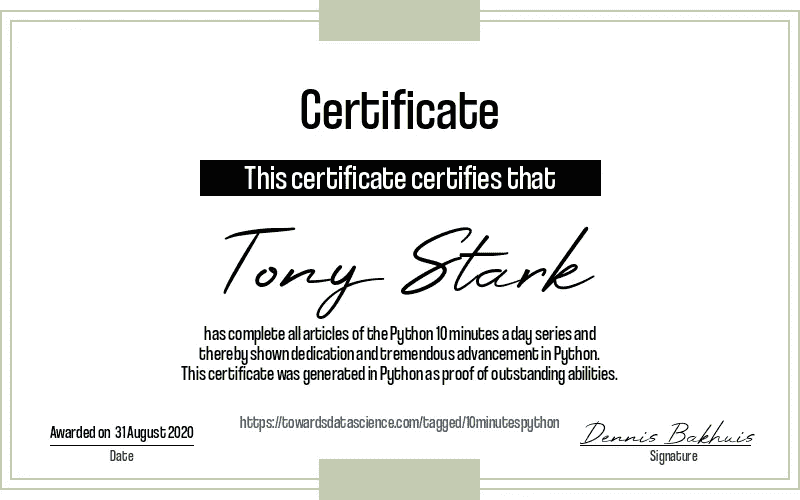 Certificate
This certificate certifies that
Tony Stark
has complete all articles of the Python 10 minutes a day series and
thereby shown dedication and tremendous advancement in Python.
This certificate was generated in Python as proof of outstanding abilities.
https://towardsdatascience.com/tagged/10minutespython
Awarded on 31 August 2020
Dennis Bakhuis
Date
Signature